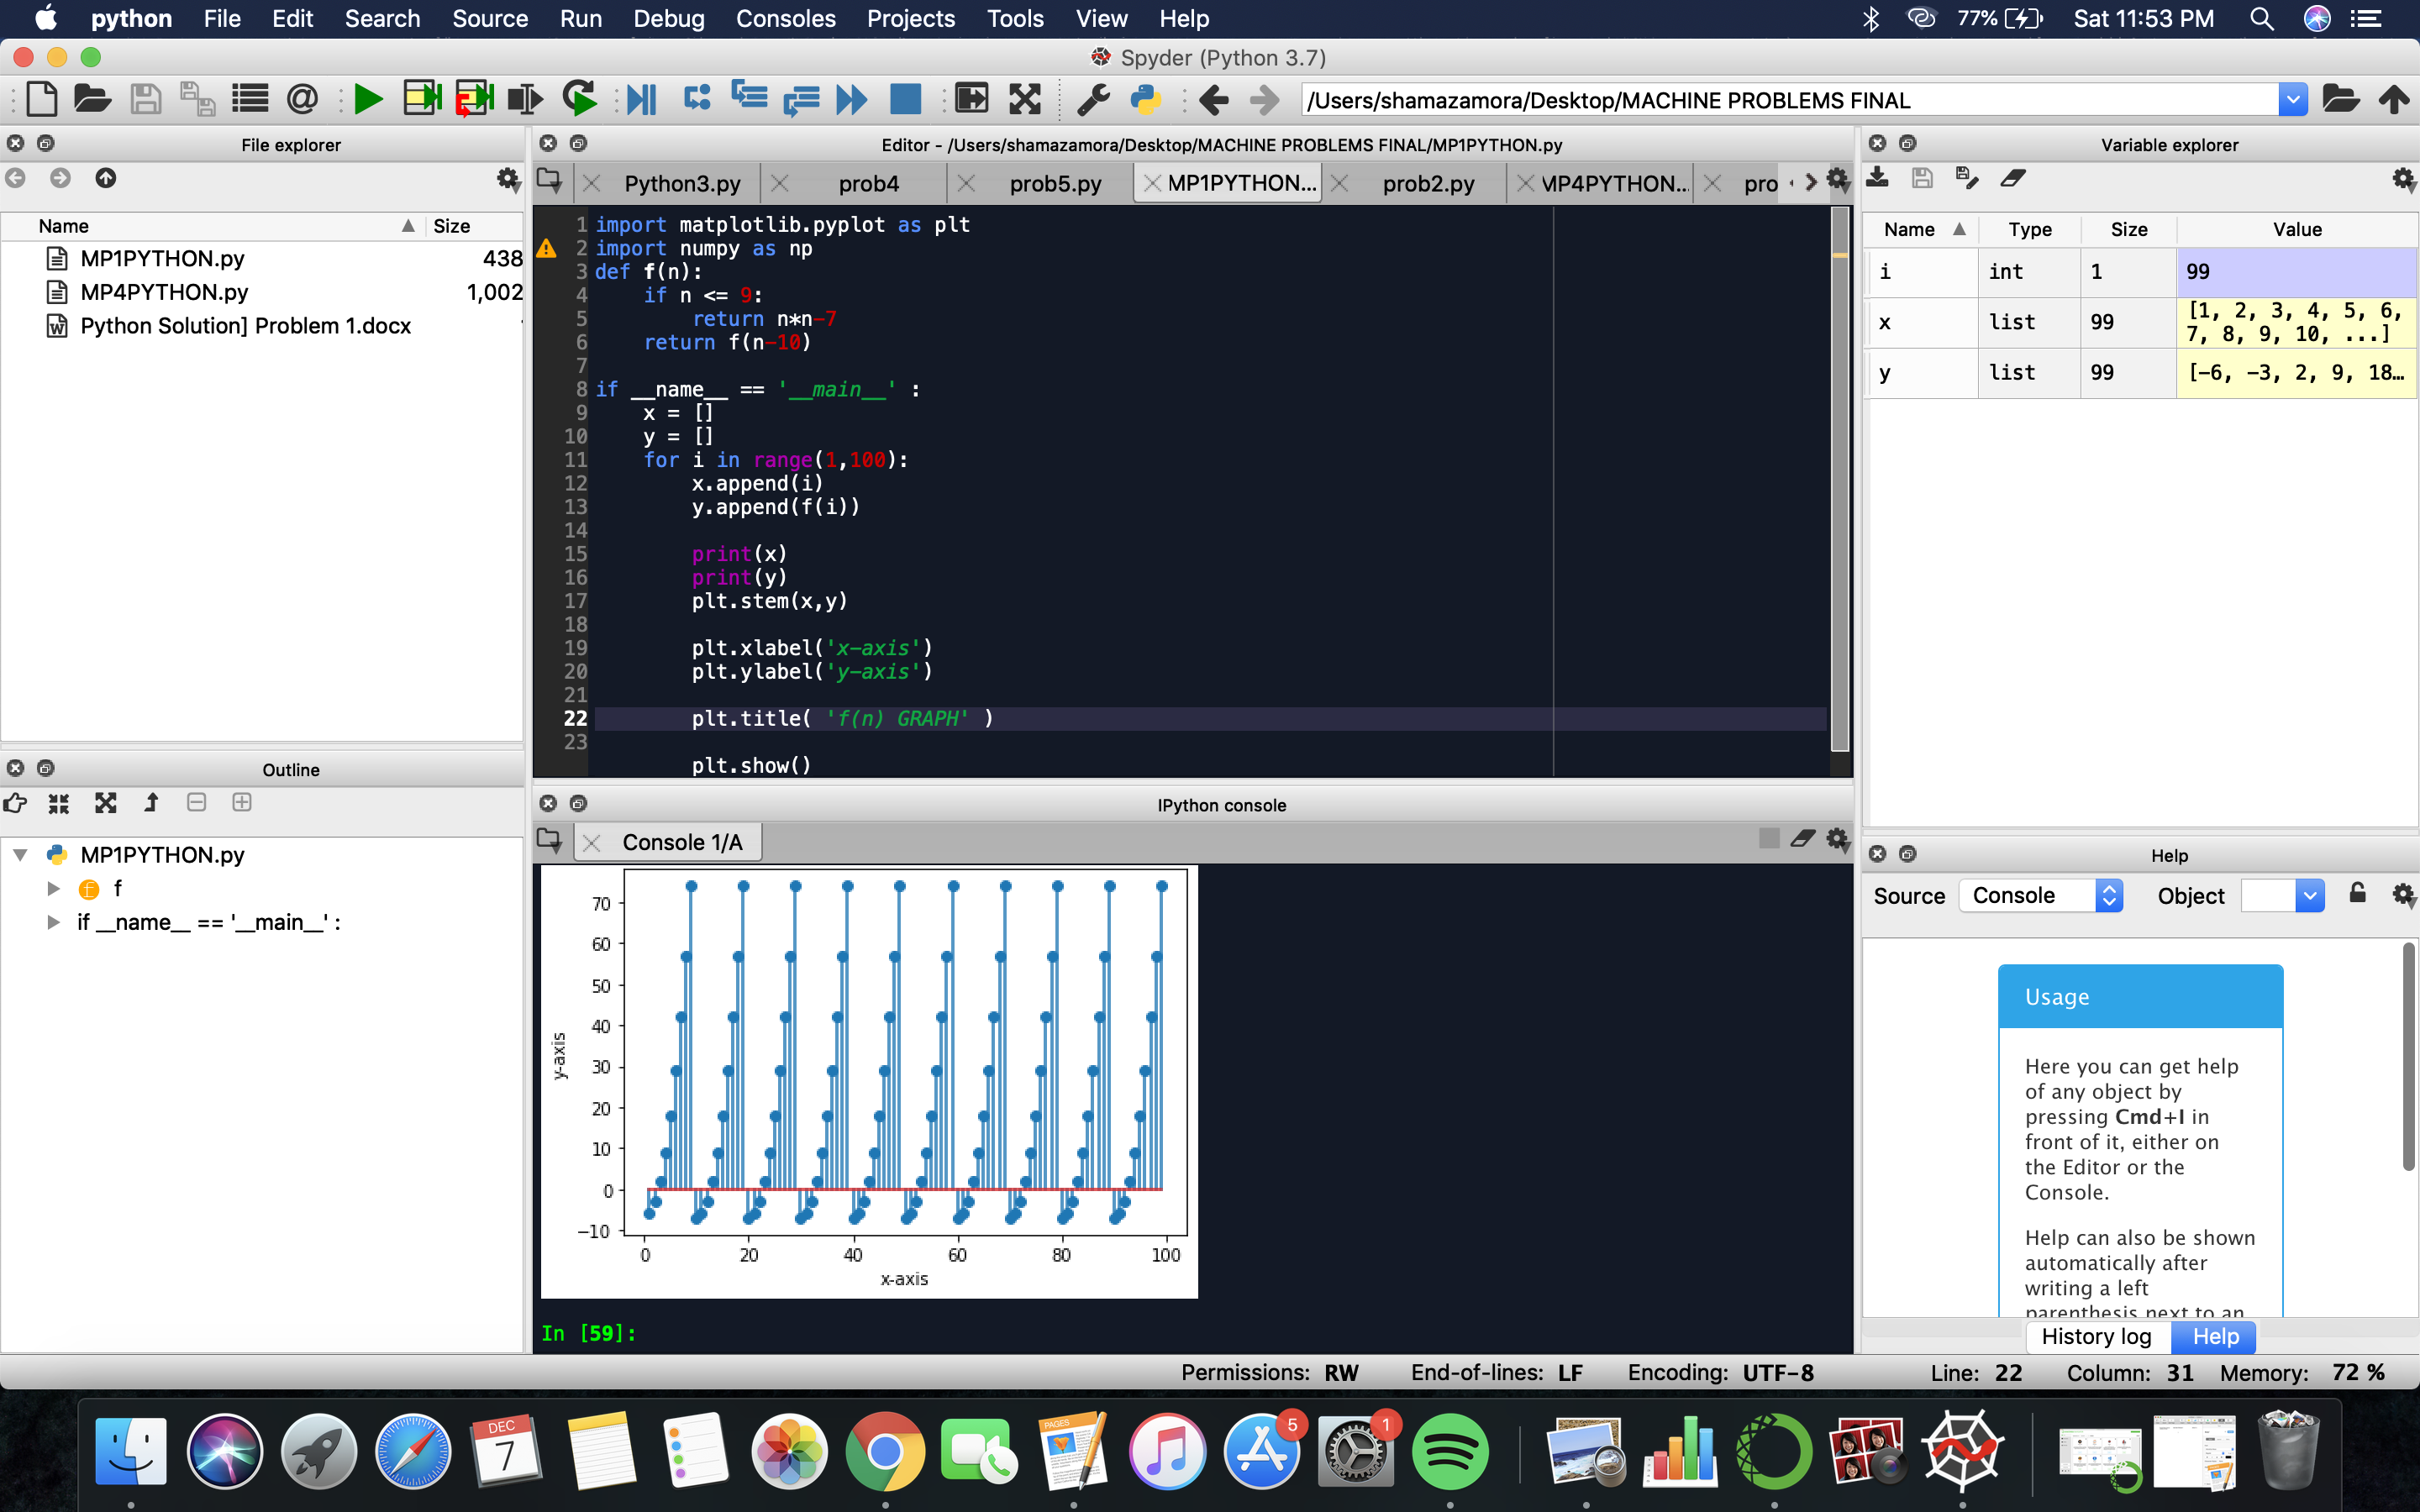 python File Edit Search Source Run Debug Consoles Projects Tools View Help 77% Sat 11:53 PM
Spyder (Python 3.7)
/Users/shamazamora/Desktop/MACHINE PROBLEMS FINAL
File explorer
Name Size
MP1PYTHON.py 438
MP4PYTHON.py 1,002
Python Solution] Problem 1.docx
Outline
MP1PYTHON.py
f
if __name__ == '__main__' :
Editor - /Users/shamazamora/Desktop/MACHINE PROBLEMS FINAL/MP1PYTHON.py
Python3.py prob4 prob5.py MP1PYTHON... prob2.py MP4PYTHON... pro
1 import matplotlib.pyplot as plt
2 import numpy as np
3 def f(n):
4 if n <= 9:
5 return n*n-7
6 return f(n-10)
7
8 if __name__ == '__main__' :
9 x = []
10 y = []
11 for i in range(1,100):
12 x.append(i)
13 y.append(f(i))
14
15 print(x)
16 print(y)
17 plt.stem(x,y)
18
19 plt.xlabel('x-axis')
20 plt.ylabel('y-axis')
21
22 plt.title( 'f(n) GRAPH' )
23
plt.show()
IPython console
Console 1/A
70
60
50
40
30
20
10
0
-10
y-axis
0 20 40 60 80 100
x-axis
In [59]:
Variable explorer
Name Type Size Value
i int 1 99
x list 99 [1, 2, 3, 4, 5, 6,
7, 8, 9, 10, ...]
y list 99 [-6, -3, 2, 9, 18...
Help
Source Console Object
Usage
Here you can get help
of any object by
pressing Cmd+I in
front of it, either on
the Editor or the
Console.
Help can also be shown
automatically after
writing a left
parenthesis next to an
History log Help
Permissions: RW End-of-lines: LF Encoding: UTF-8 Line: 22 Column: 31 Memory: 72 %
DEC
7
PAGES
5
1